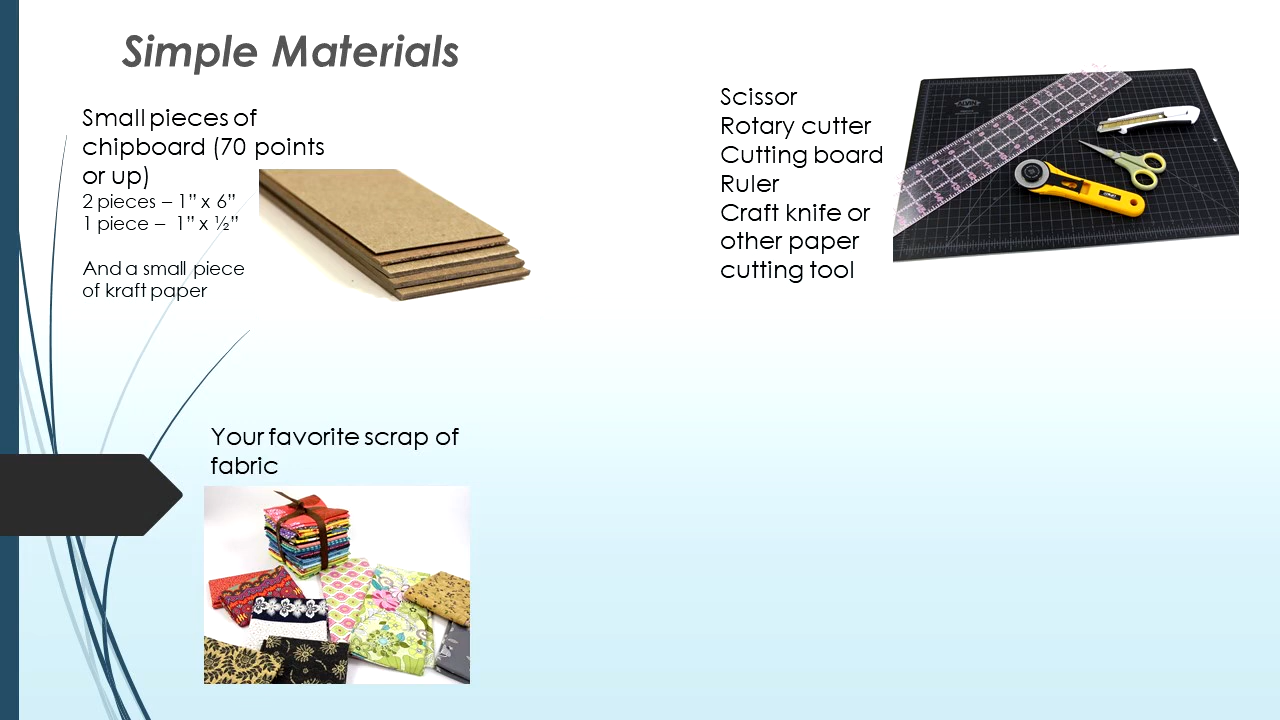 Simple Materials
Small pieces of
chipboard (70 points
or up)
2 pieces – 1” x 6”
1 piece – 1” x ½”
And a small piece
of kraft paper
Scissor
Rotary cutter
Cutting board
Ruler
Craft knife or
other paper
cutting tool
Your favorite scrap of
fabric